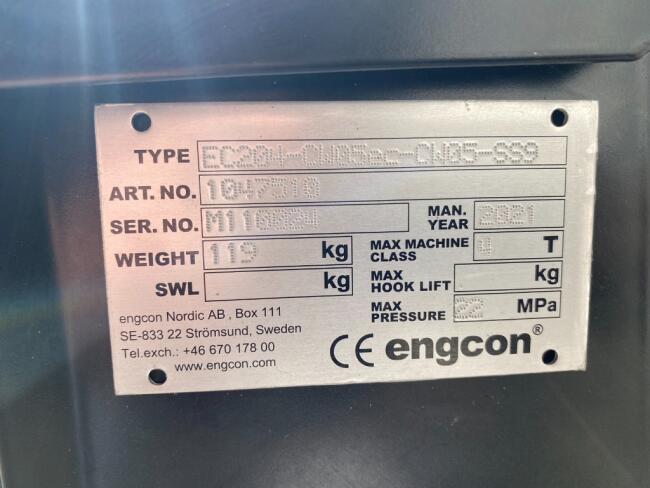 TYPE EC204-CW05ec-CW05-SS9
ART. NO. 1047510
SER. NO. MAN. YEAR 2021
WEIGHT 119 kg MAX MACHINE CLASS 4 T
SWL kg MAX HOOK LIFT kg
MAX PRESSURE 22 MPa
engcon Nordic AB , Box 111
SE-833 22 Strömsund, Sweden
Tel.exch.: +46 670 178 00
www.engcon.com
CE engcon®